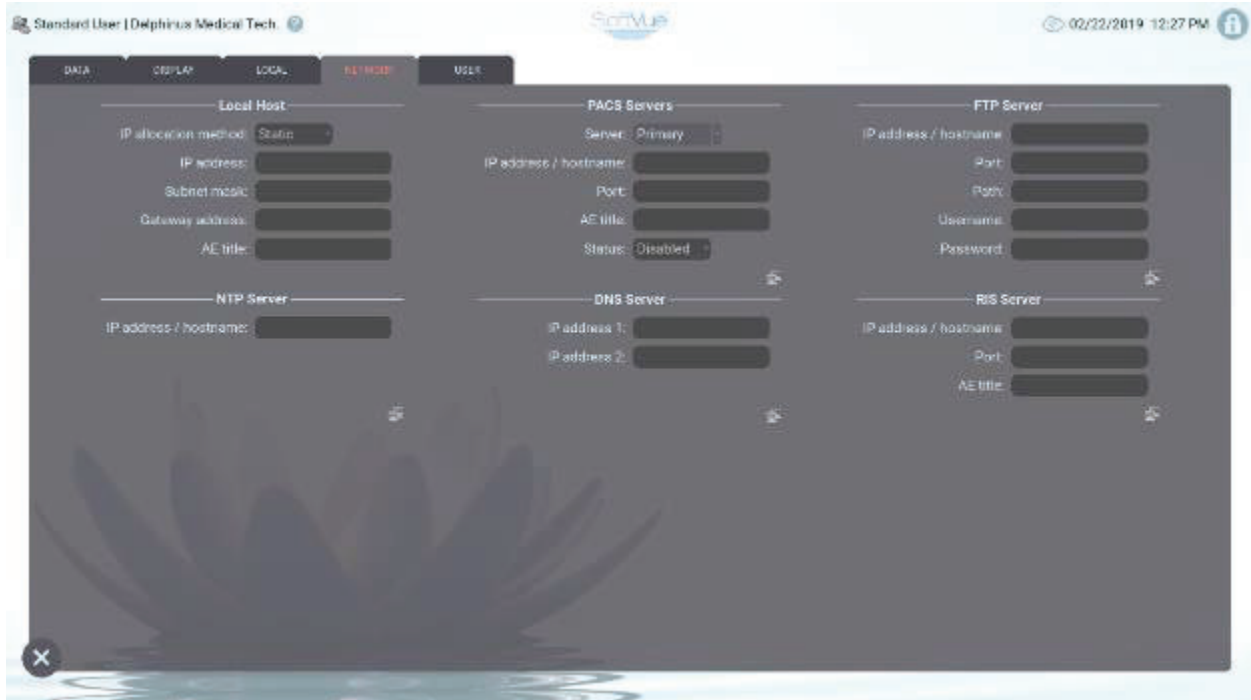 Standard User | Delphinus Medical Tech.
SoftVue
02/22/2019 12:27 PM
DATA
DISPLAY
LOCAL
NETWORK
USER
Local Host
IP allocation method: Static
IP address:
Subnet mask:
Gateway address:
AE title:
PACS Servers
Server: Primary
IP address / hostname:
Port:
AE title:
Status: Disabled
FTP Server
IP address / hostname:
Port:
Path:
Username:
Password:
NTP Server
IP address / hostname:
DNS Server
IP address 1:
IP address 2:
RIS Server
IP address / hostname:
Port:
AE title: